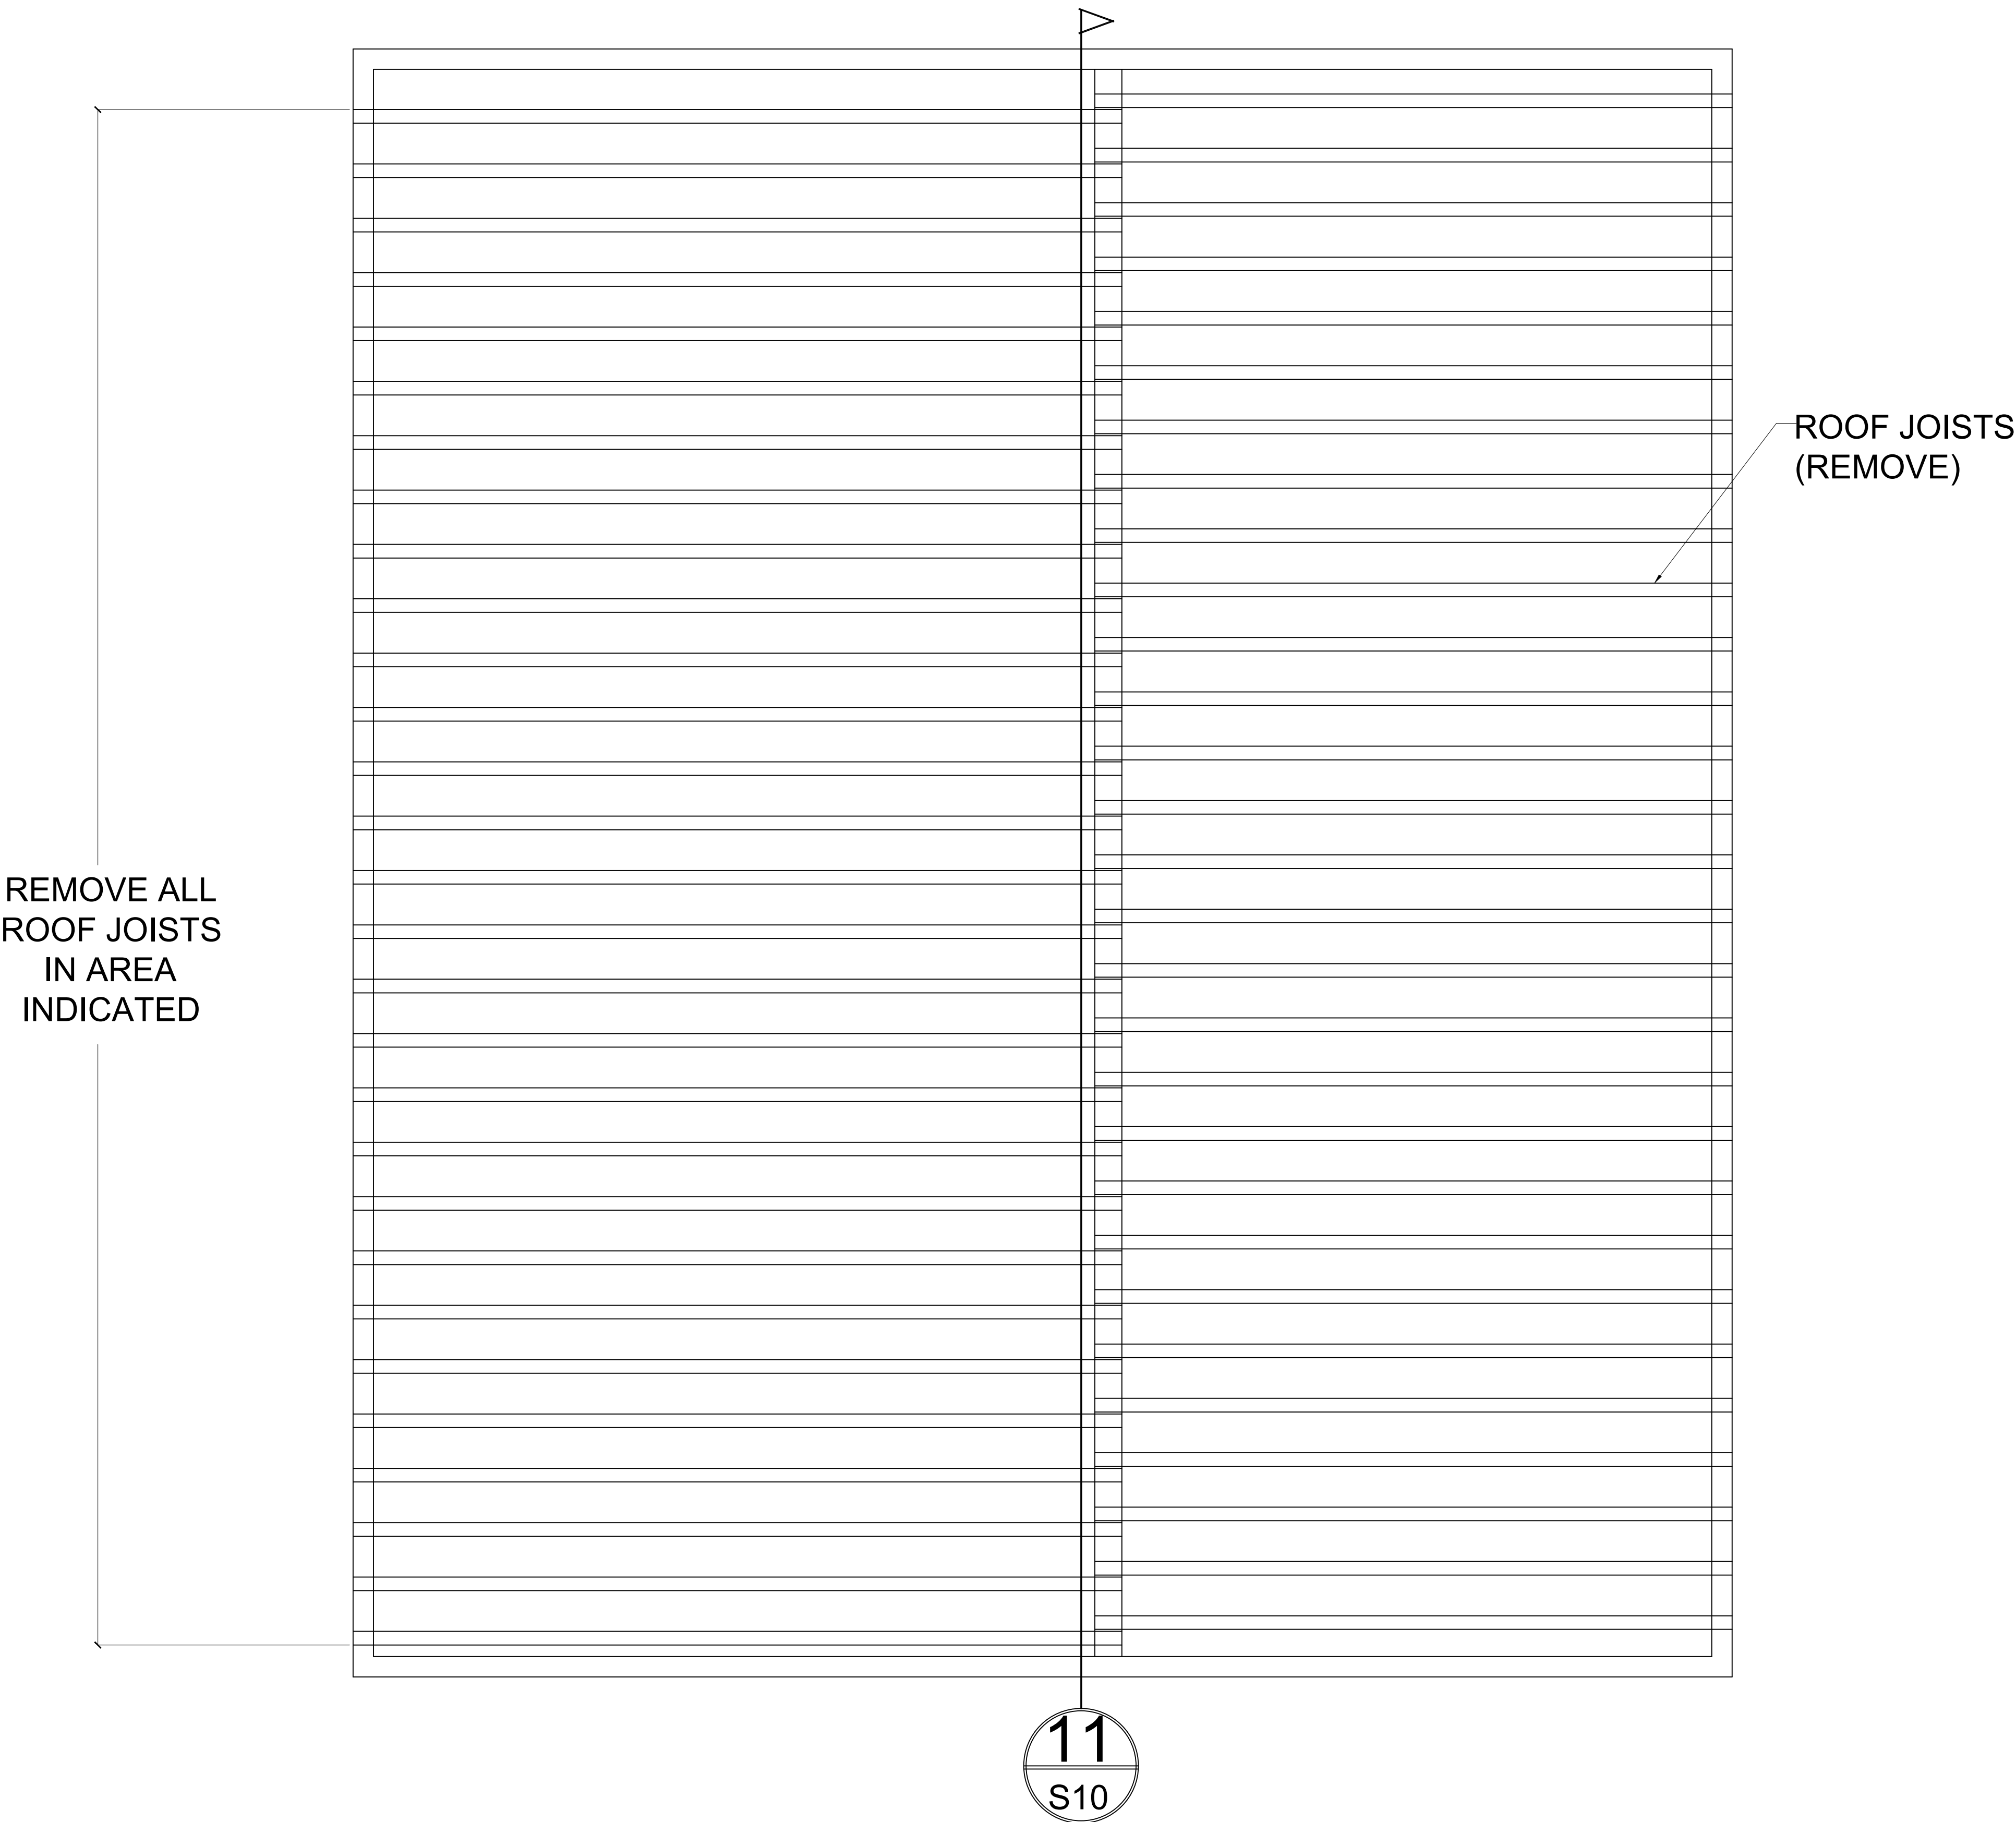 ROOF JOISTS
(REMOVE)
REMOVE ALL
ROOF JOISTS
IN AREA
INDICATED
11
S10